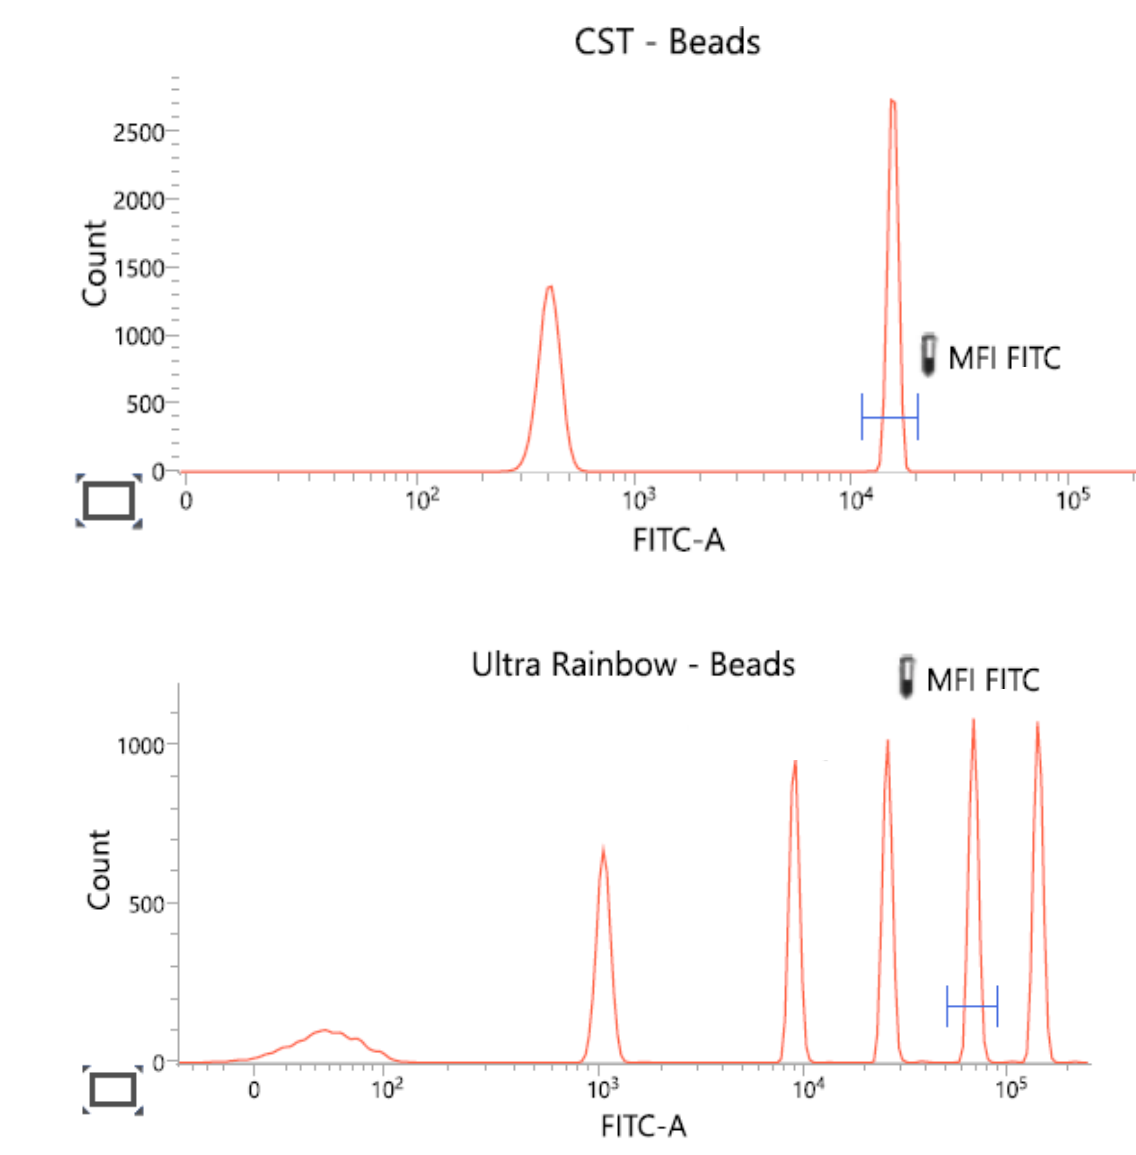 CST - Beads
2500
2000
1500
1000
500
0
Count
MFI FITC
0 10² 10³ 10⁴ 10⁵
FITC-A
Ultra Rainbow - Beads
MFI FITC
1000
500
0
Count
0 10² 10³ 10⁴ 10⁵
FITC-A